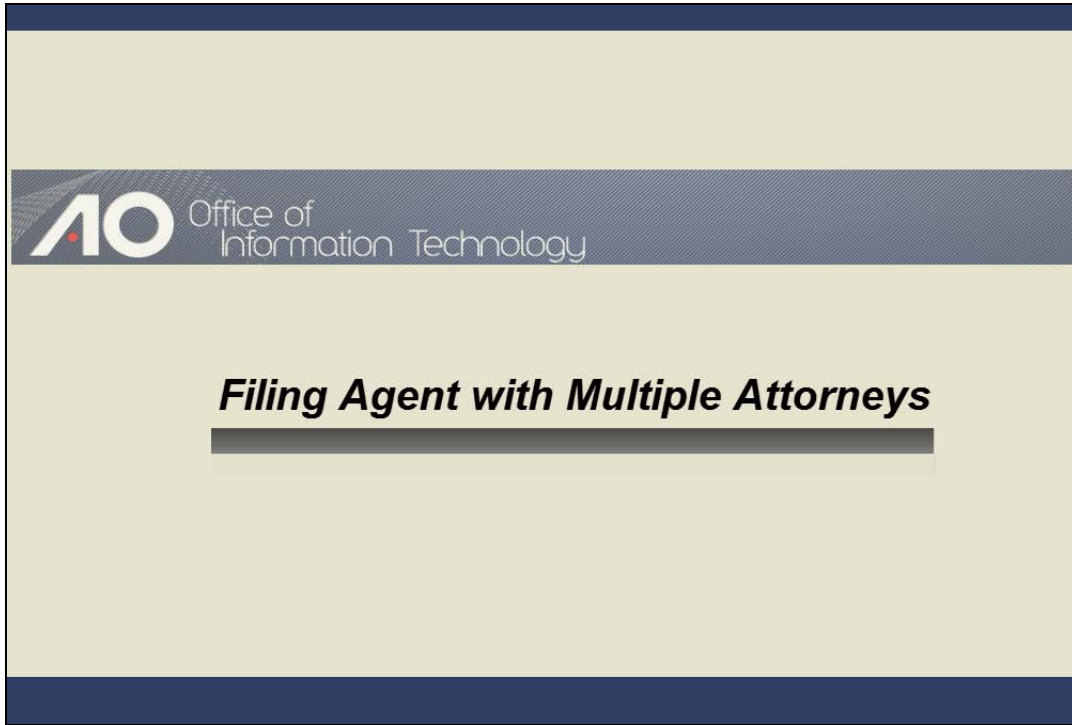 AO
Office of
Information Technology
Filing Agent with Multiple Attorneys